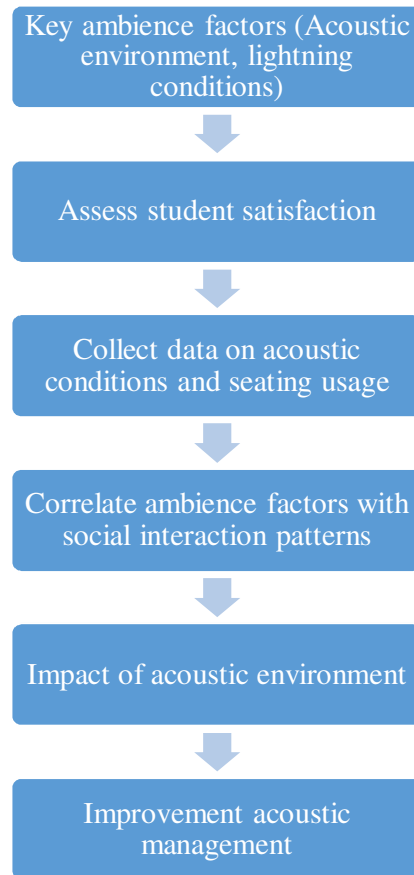 Key ambience factors (Acoustic
environment, lightning
conditions)
Assess student satisfaction
Collect data on acoustic
conditions and seating usage
Correlate ambience factors with
social interaction patterns
Impact of acoustic environment
Improvement acoustic
management